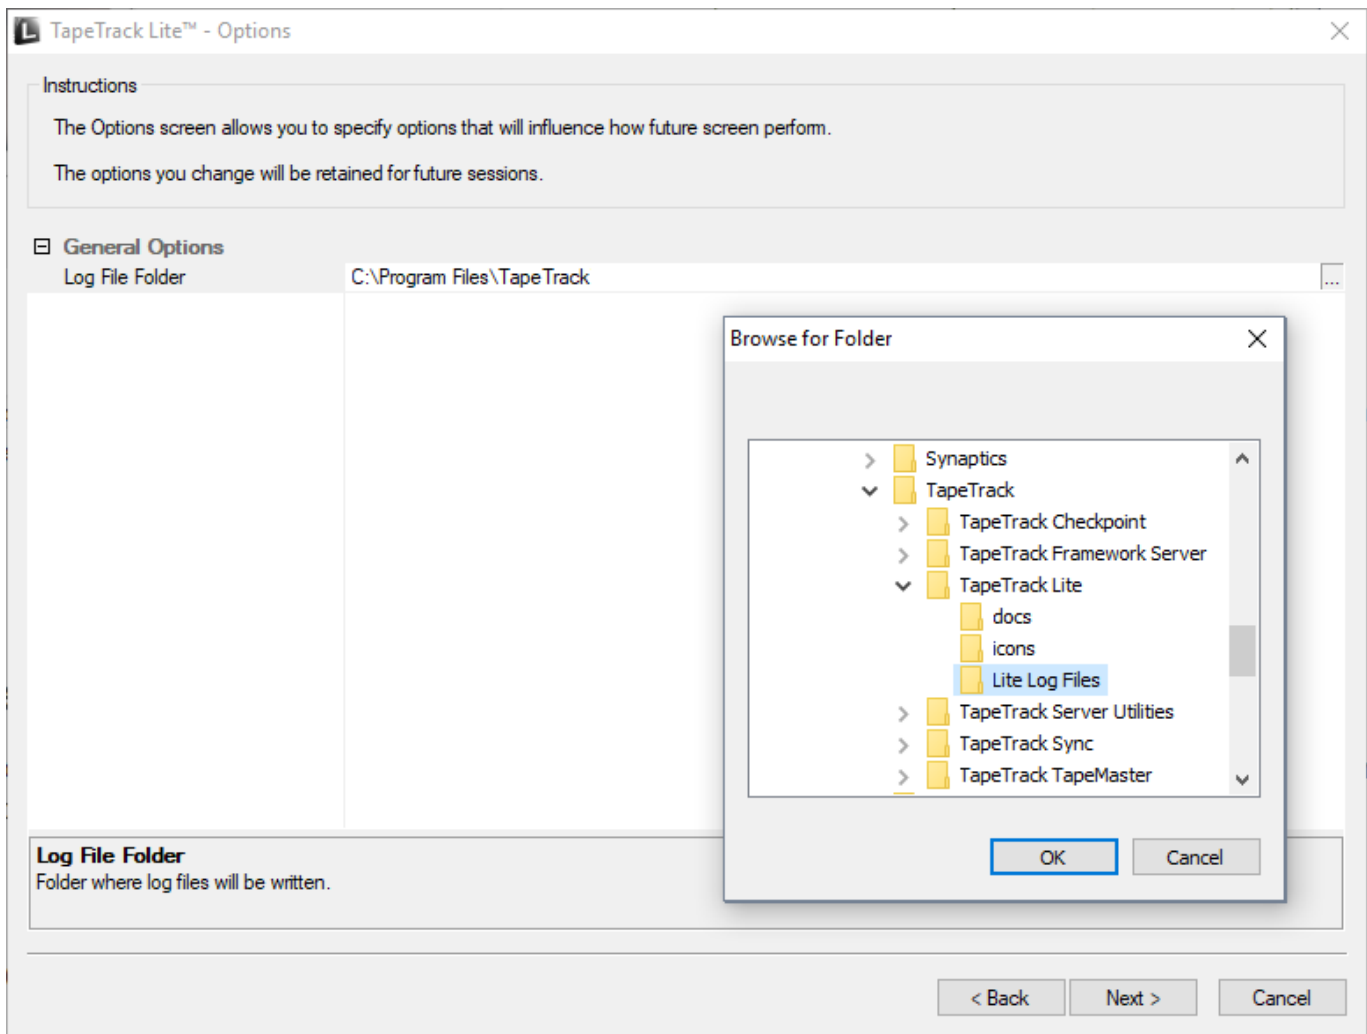 TapeTrack Lite™ - Options
Instructions
The Options screen allows you to specify options that will influence how future screen perform.
The options you change will be retained for future sessions.
General Options
Log File Folder
C:\Program Files\TapeTrack
...
Browse for Folder
Synaptics
TapeTrack
TapeTrack Checkpoint
TapeTrack Framework Server
TapeTrack Lite
docs
icons
Lite Log Files
TapeTrack Server Utilities
TapeTrack Sync
TapeTrack TapeMaster
OK
Cancel
Log File Folder
Folder where log files will be written.
< Back
Next >
Cancel